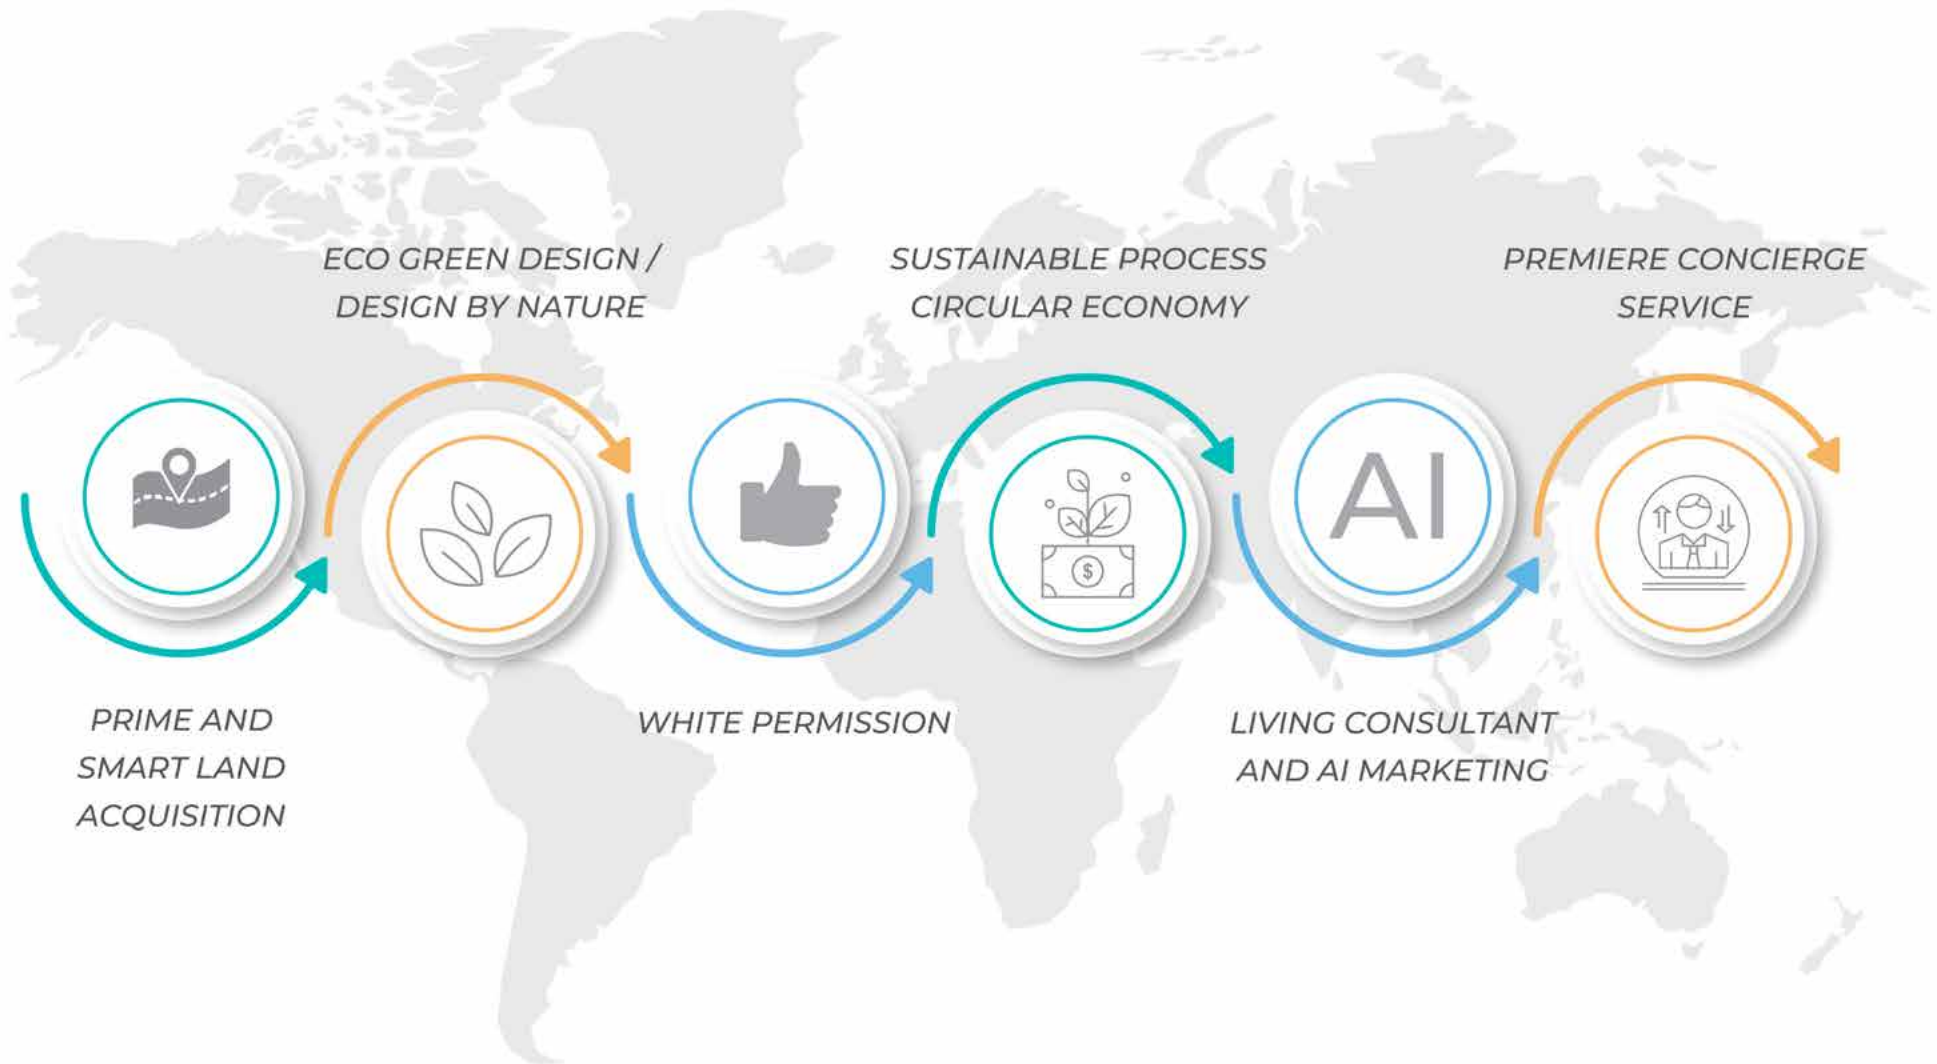 PRIME AND
SMART LAND
ACQUISITION
ECO GREEN DESIGN /
DESIGN BY NATURE
WHITE PERMISSION
SUSTAINABLE PROCESS
CIRCULAR ECONOMY
$
AI
LIVING CONSULTANT
AND AI MARKETING
PREMIERE CONCIERGE
SERVICE